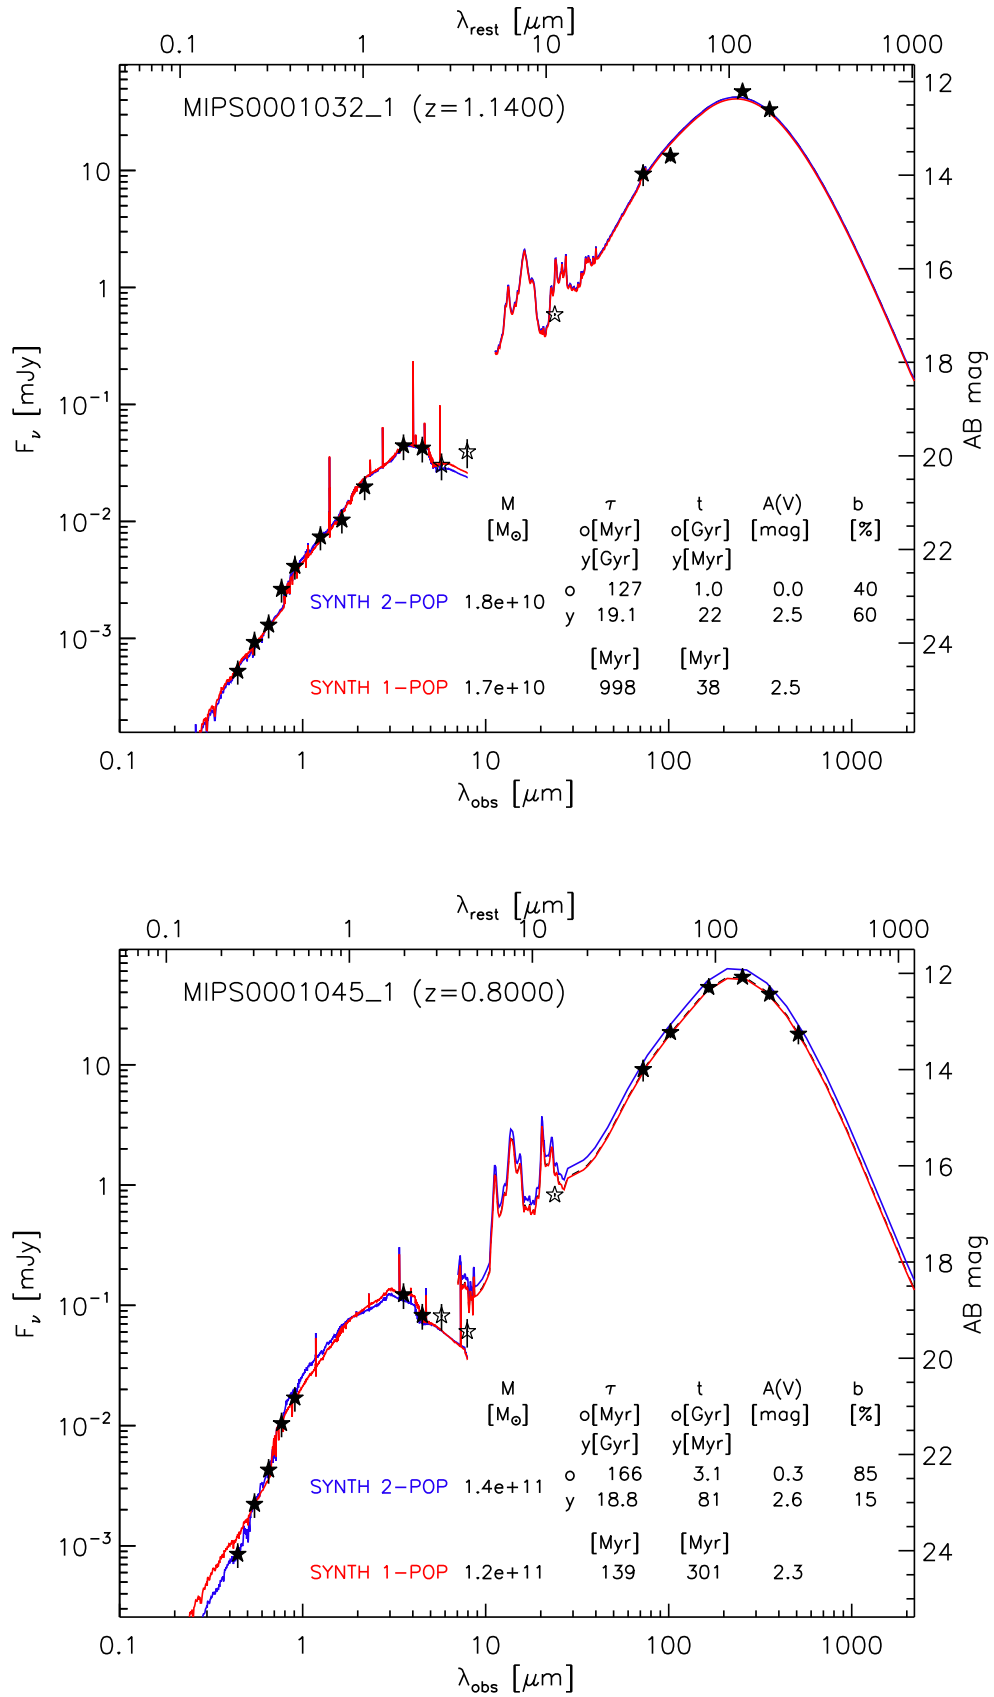 λrest [μm]
0.1 1 10 100 1000
MIPS0001032_1 (z=1.1400)
12
14
16
18
20
22
24
AB mag
10
1
10⁻¹
10⁻²
10⁻³
Fν [mJy]
M τ t A(V) b
[M⊙] o[Myr] o[Gyr] [mag] [%]
y[Gyr] y[Myr]
o 127 1.0 0.0 40
SYNTH 2-POP 1.8e+10
y 19.1 22 2.5 60
[Myr] [Myr]
SYNTH 1-POP 1.7e+10 998 38 2.5
0.1 1 10 100 1000
λobs [μm]
λrest [μm]
0.1 1 10 100 1000
MIPS0001045_1 (z=0.8000)
12
14
16
18
20
22
24
AB mag
10
1
10⁻¹
10⁻²
10⁻³
Fν [mJy]
M τ t A(V) b
[M⊙] o[Myr] o[Gyr] [mag] [%]
y[Gyr] y[Myr]
o 166 3.1 0.3 85
SYNTH 2-POP 1.4e+11
y 18.8 81 2.6 15
[Myr] [Myr]
SYNTH 1-POP 1.2e+11 139 301 2.3
0.1 1 10 100 1000
λobs [μm]